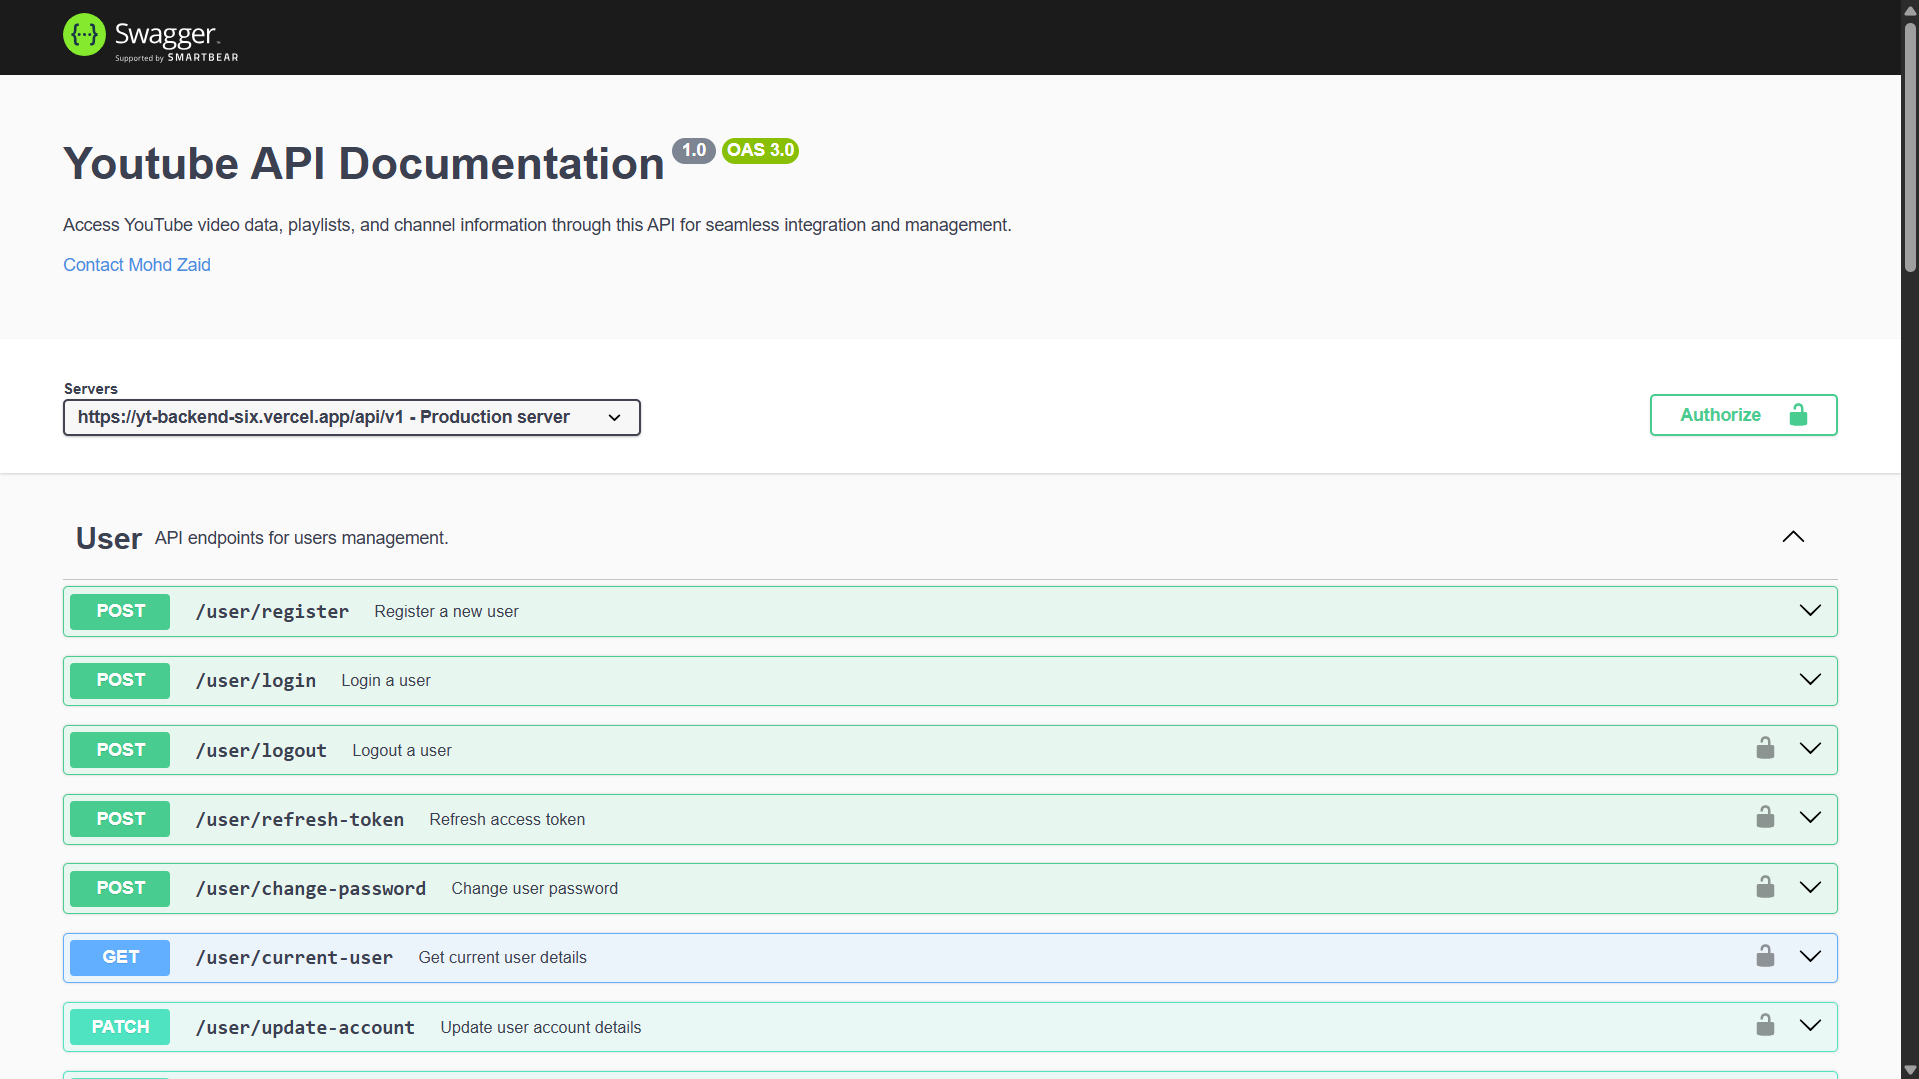 {···} Swagger™
Supported by SMARTBEAR
Youtube API Documentation 1.0 OAS 3.0
Access YouTube video data, playlists, and channel information through this API for seamless integration and management.
Contact Mohd Zaid
Servers
https://yt-backend-six.vercel.app/api/v1 - Production server
Authorize
User API endpoints for users management.
POST /user/register Register a new user
POST /user/login Login a user
POST /user/logout Logout a user
POST /user/refresh-token Refresh access token
POST /user/change-password Change user password
GET /user/current-user Get current user details
PATCH /user/update-account Update user account details